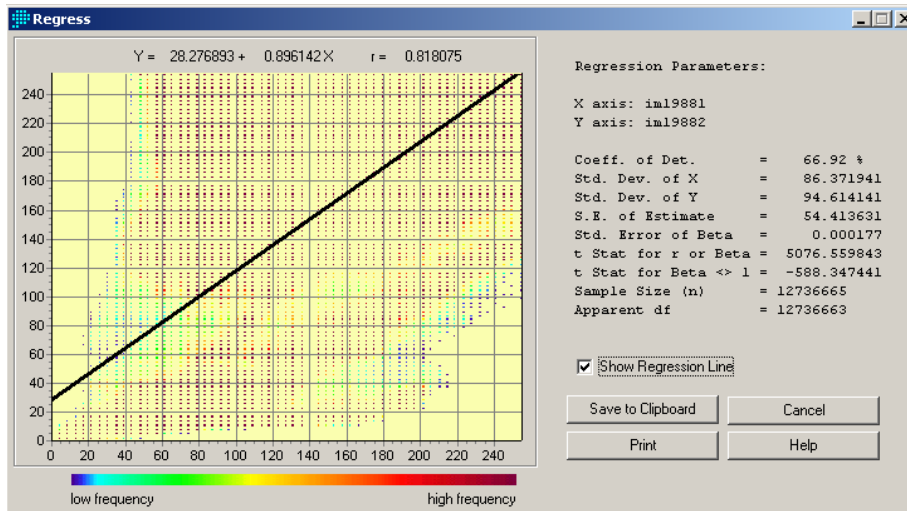 Regress
Y = 28.276893 + 0.896142 X r = 0.818075
240
220
200
180
160
140
120
100
80
60
40
20
0
0 20 40 60 80 100 120 140 160 180 200 220 240
low frequency high frequency
Regression Parameters:
X axis: im19881
Y axis: im19882
Coeff. of Det. = 66.92 %
Std. Dev. of X = 86.371941
Std. Dev. of Y = 94.614141
S.E. of Estimate = 54.413631
Std. Error of Beta = 0.000177
t Stat for r or Beta = 5076.559843
t Stat for Beta <> 1 = -588.347441
Sample Size (n) = 12736665
Apparent df = 12736663
Show Regression Line
Save to Clipboard Cancel
Print Help